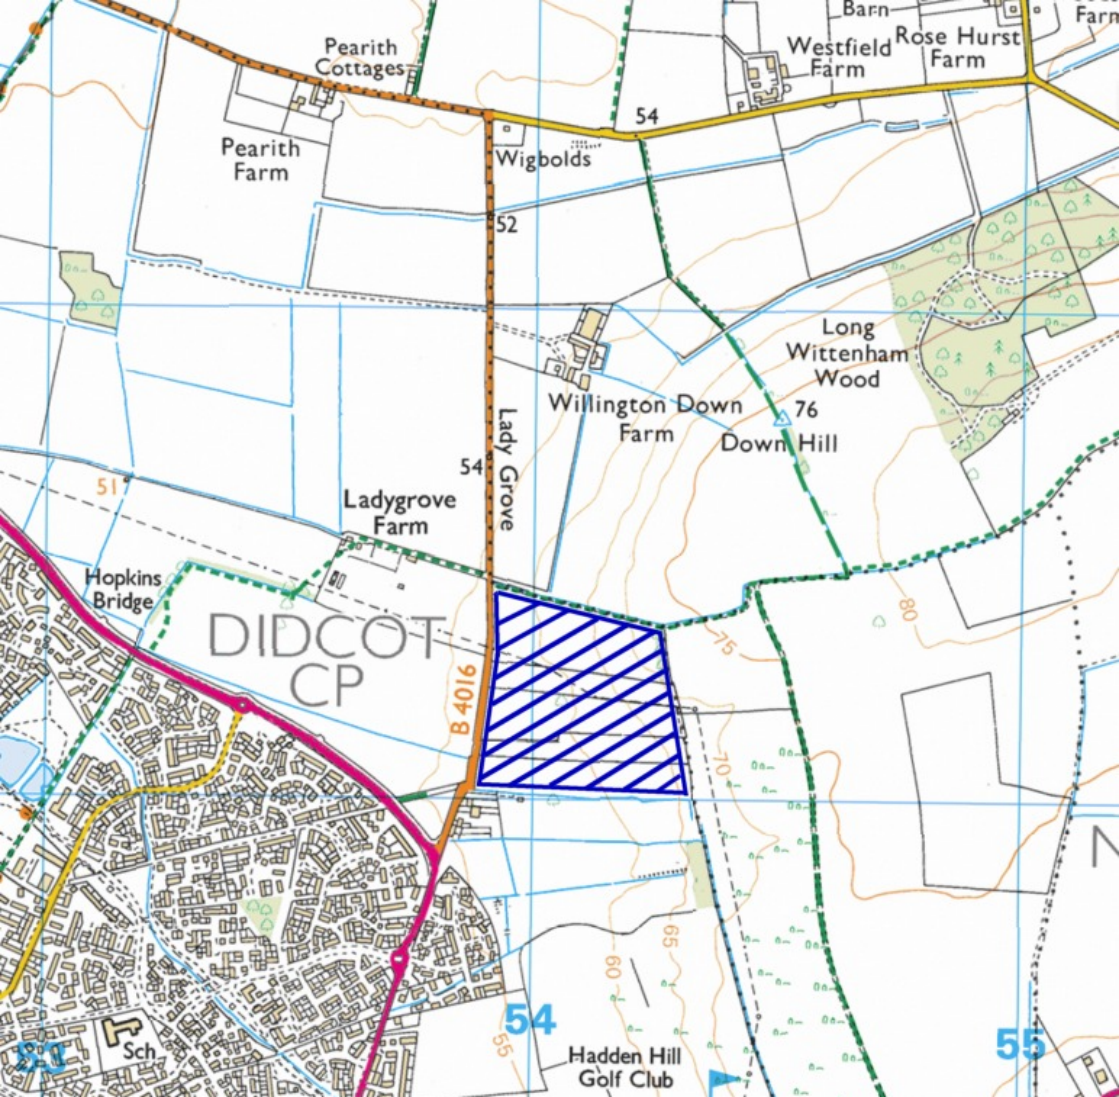 Barn
Farm
Rose Hurst
Farm
Westfield
Farm
Pearith
Cottages
54
Pearith
Farm
Wigbolds
52
Long
Wittenham
Wood
Willington Down
Farm
76
Down Hill
Lady Grove
54
51
Ladygrove
Farm
Hopkins
Bridge
DIDCOT
CP
B 4016
75
80
70
N
65
60
55
54
55
53
Sch
Hadden Hill
Golf Club